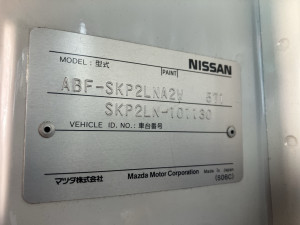 NISSAN
MODEL:型式
PAINT
ABF-SKP2LNA2V
SKP2LN-101130
VEHICLE ID. NO.:車台番号
マツダ株式会社
Mazda Motor Corporation
Made in Japan